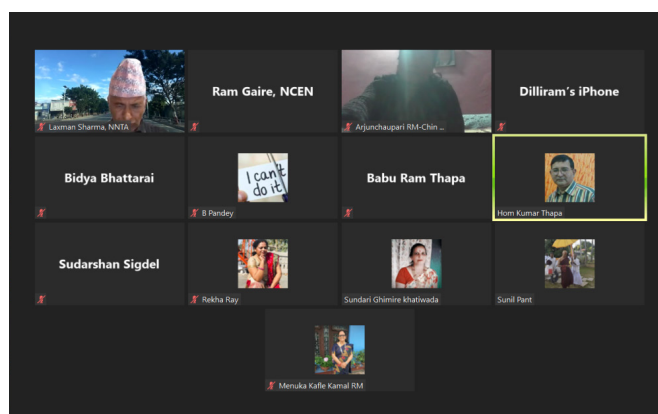 Laxman Sharma, NNTA
Ram Gaire, NCEN
Arjunchaupari RM-Chin ...
Dilliram's iPhone
Bidya Bhattarai
I can't
do it
B Pandey
Babu Ram Thapa
Hom Kumar Thapa
Sudarshan Sigdel
Rekha Ray
Sundari Ghimire khatiwada
Sunil Pant
Menuka Kafle Kamal RM